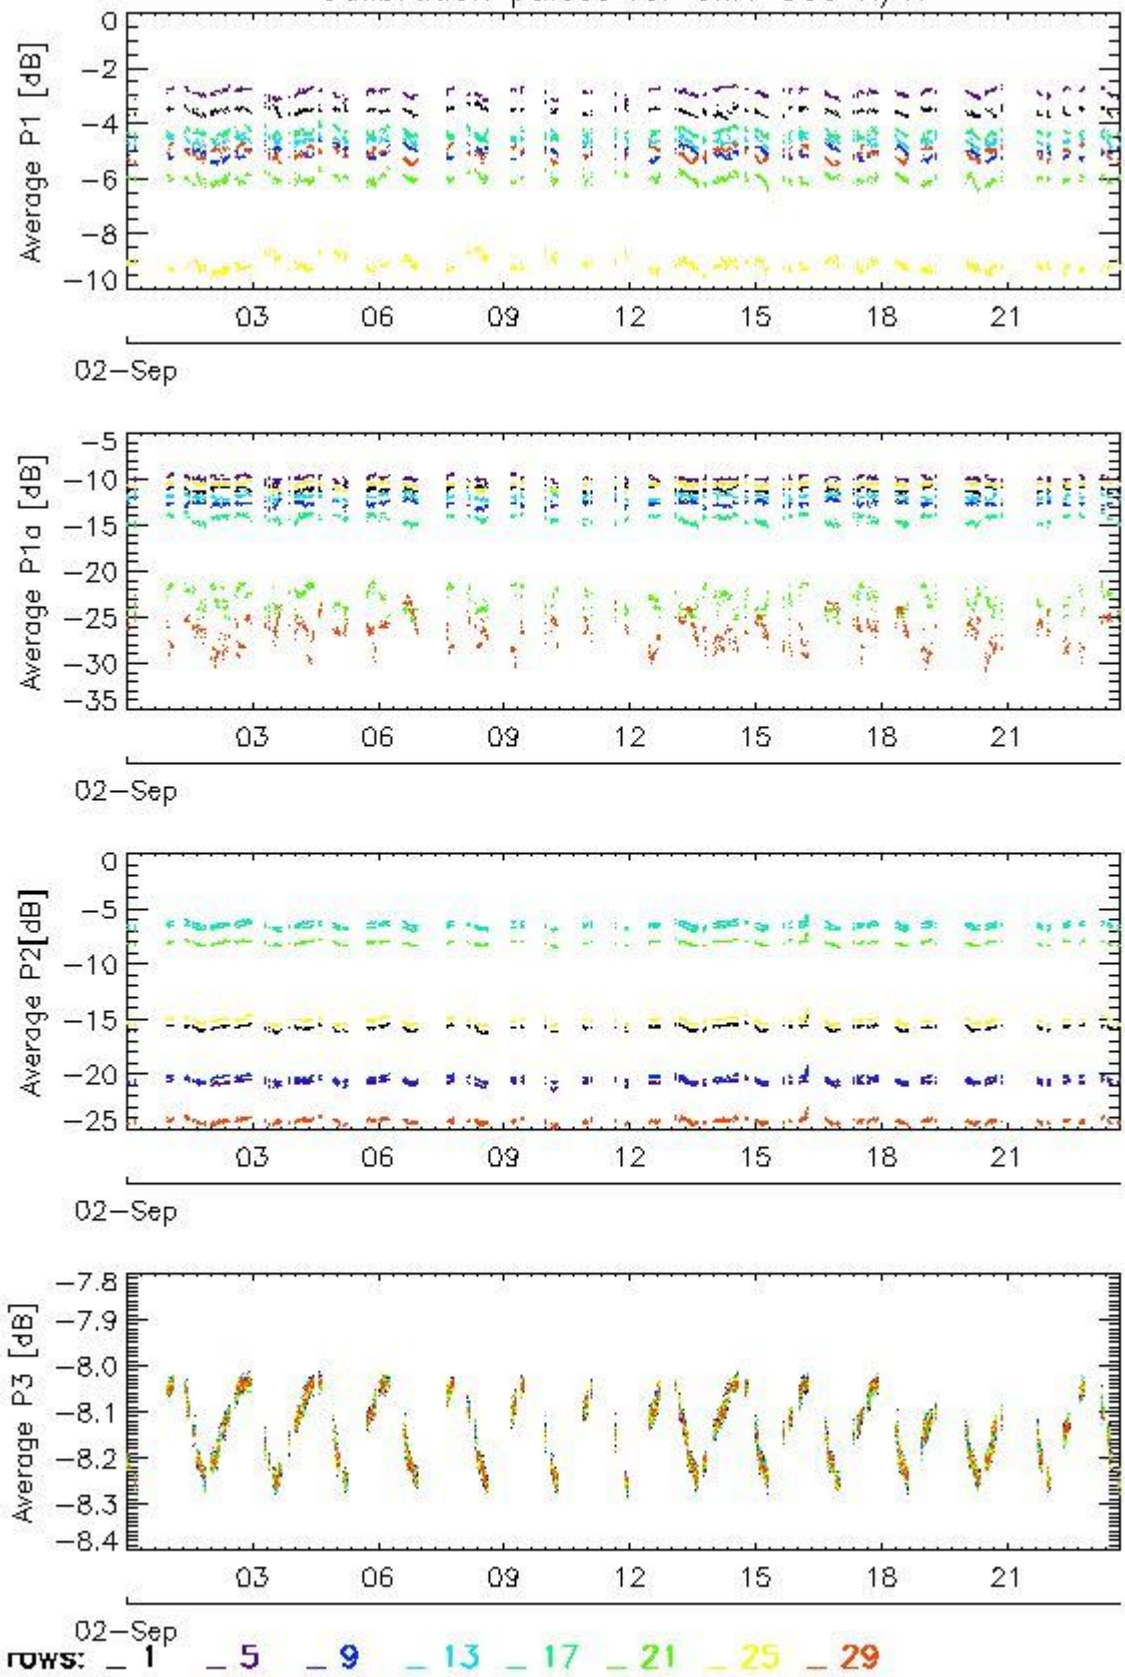 0
−2
−4
−6
−8
−10
Average P1 [dB]
03 06 09 12 15 18 21
02−Sep
−5
−10
−15
−20
−25
−30
−35
Average P1a [dB]
03 06 09 12 15 18 21
02−Sep
0
−5
−10
−15
−20
−25
Average P2[dB]
03 06 09 12 15 18 21
02−Sep
−7.8
−7.9
−8.0
−8.1
−8.2
−8.3
−8.4
Average P3 [dB]
03 06 09 12 15 18 21
02−Sep
rows: _ 1 _ 5 _ 9 _ 13 _ 17 _ 21 _ 25 _ 29